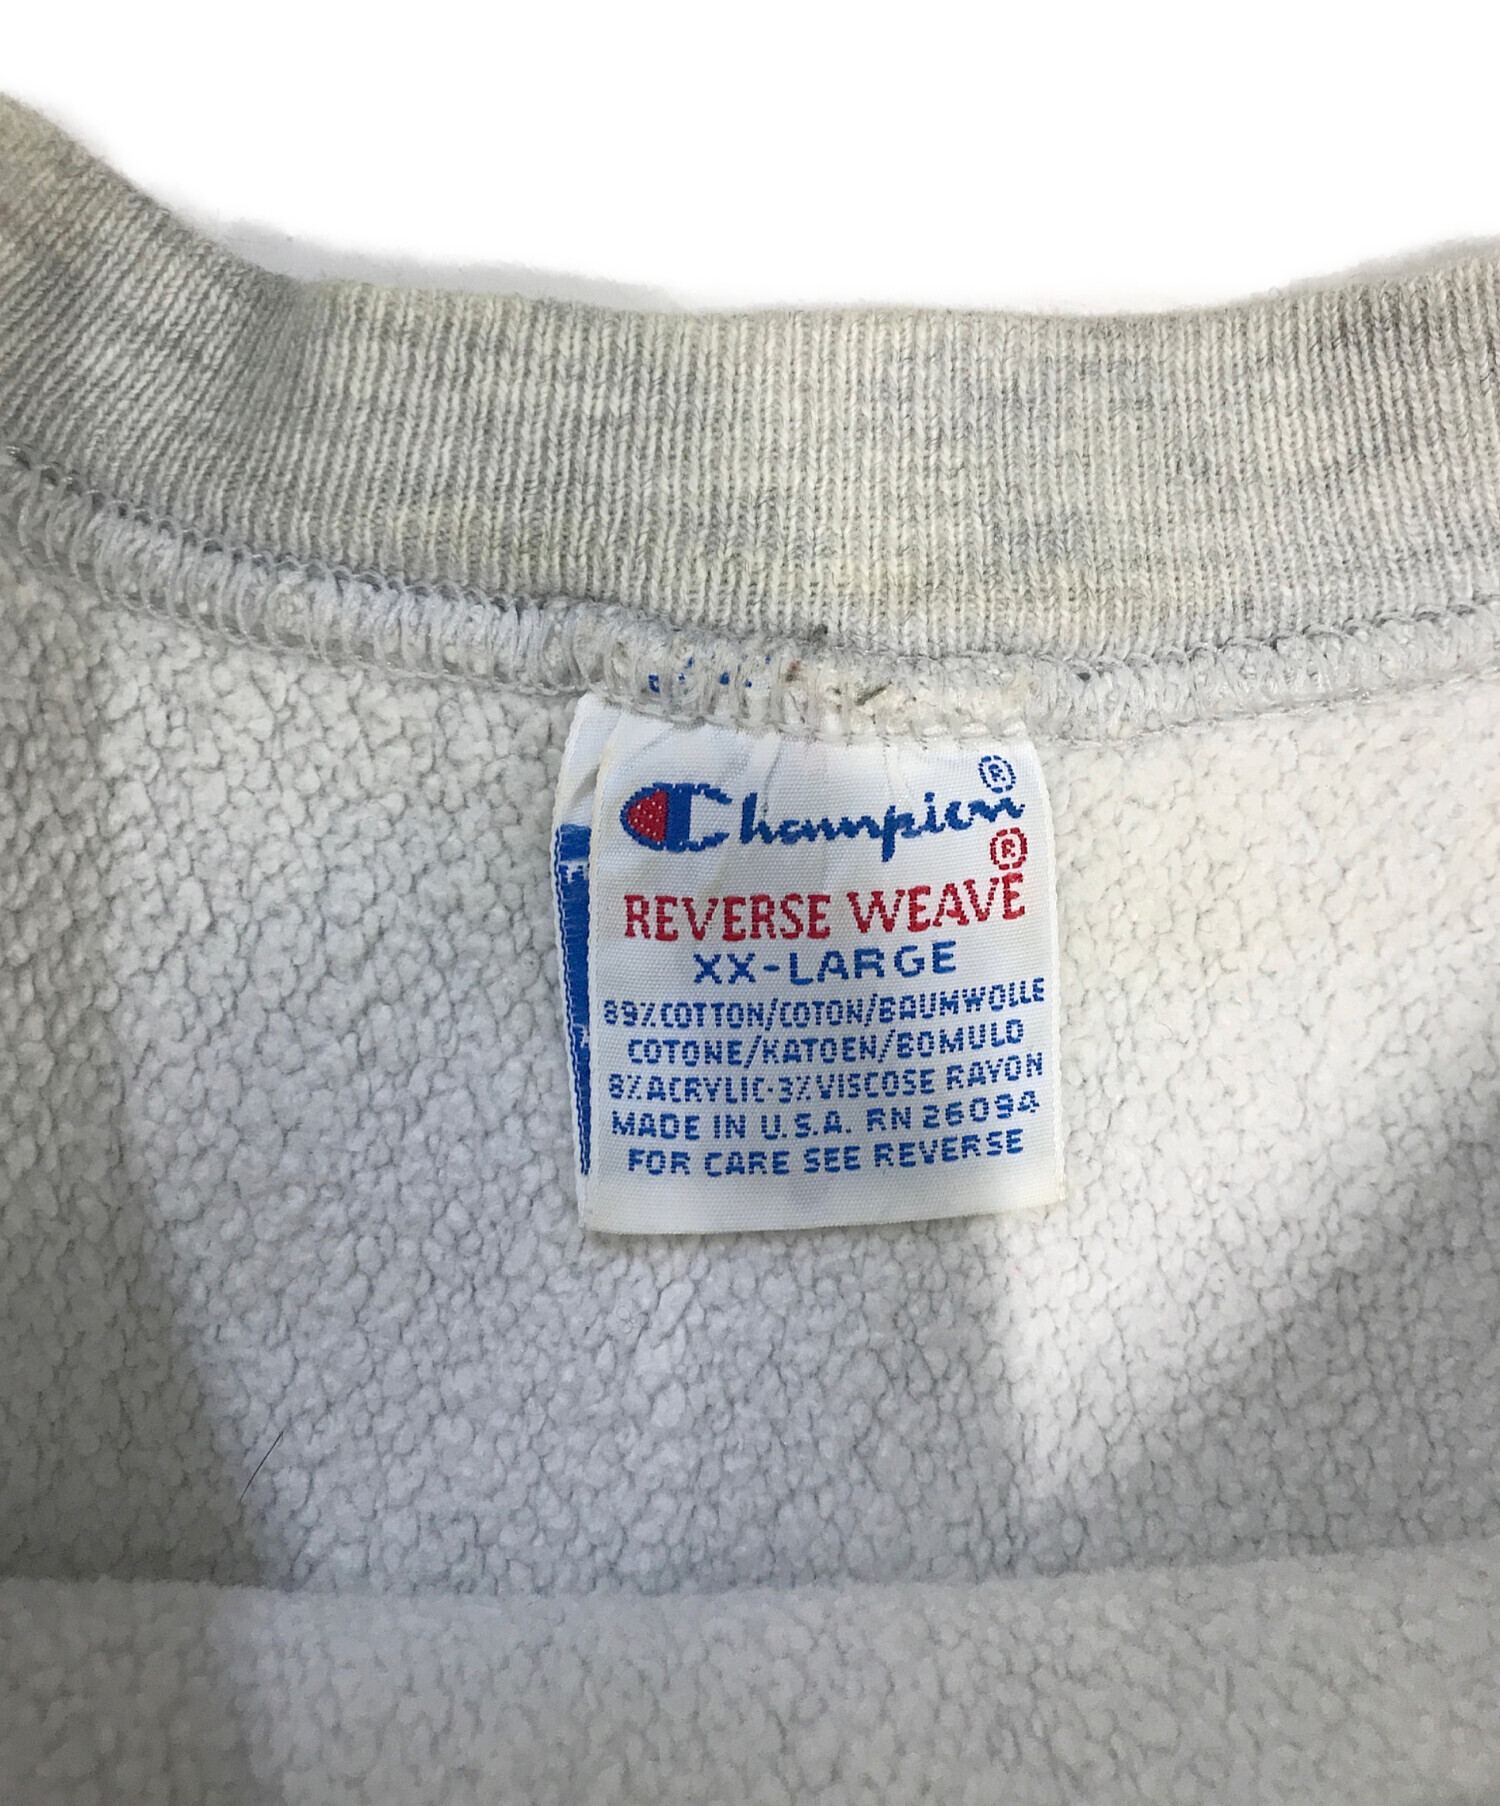 Champion®
REVERSE WEAVE®
XX-LARGE
89% COTTON/COTON/BAUMWOLLE
COTONE/KATOEN/BOMULO
8% ACRYLIC-3% VISCOSE RAYON
MADE IN U.S.A. RN 26094
FOR CARE SEE REVERSE